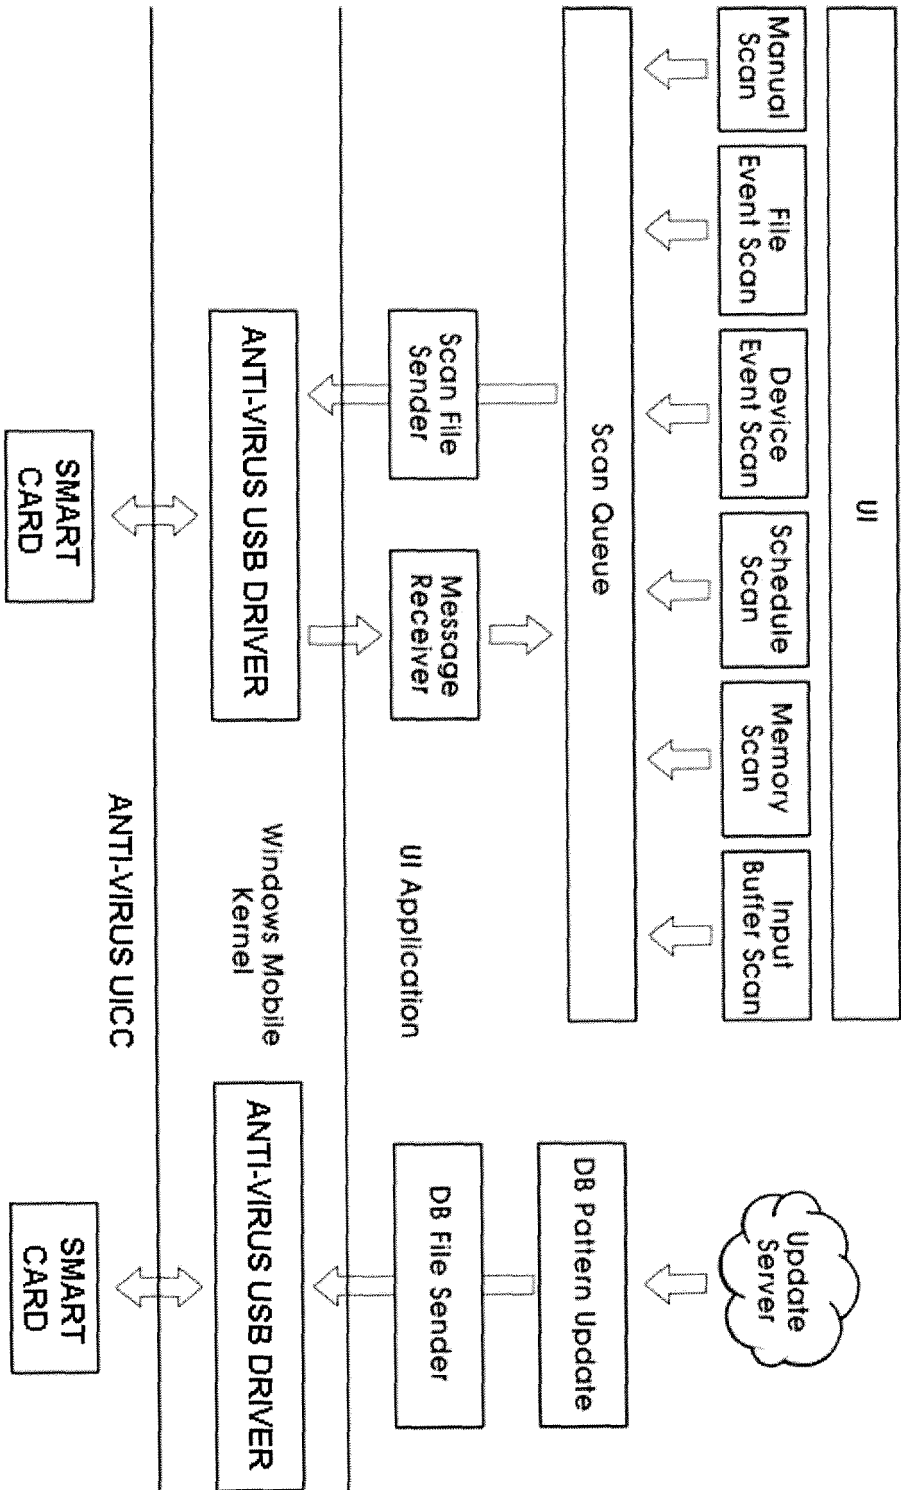 UI
Manual
Scan
File
Event Scan
Device
Event Scan
Schedule
Scan
Memory
Scan
Input
Buffer Scan
Update
Server
Scan Queue
DB Pattern Update
Scan File
Sender
Message
Receiver
UI Application
DB File Sender
ANTI-VIRUS USB DRIVER
Windows Mobile
Kernel
ANTI-VIRUS USB DRIVER
ANTI-VIRUS UICC
SMART
CARD
SMART
CARD